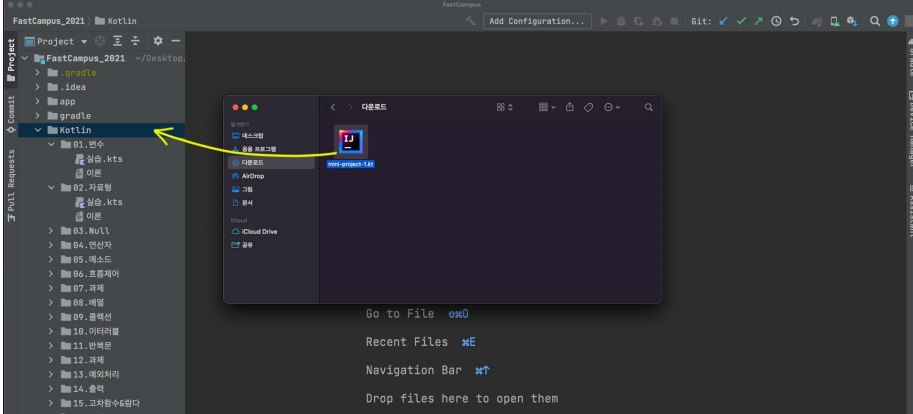 FastCampus
FastCampus_2021 〉 Kotlin
Add Configuration...
Git:
Project
FastCampus_2021 ~/Desktop,
.gradle
.idea
app
gradle
Kotlin
01.변수
실습.kts
이론
02.자료형
실습.kts
이론
03.Null
04.연산자
05.메소드
06.흐름제어
07.과제
08.배열
09.콜렉션
10.이터러블
11.반복문
12.과제
13.예외처리
14.출력
15.고차함수&람다
Project
Commit
Pull Requests
다운로드
즐겨찾기
데스크탑
응용 프로그램
다운로드
AirDrop
그림
문서
iCloud
iCloud Drive
공유
IJ
mini-project-1.kt
Go to File ⇧⌘O
Recent Files ⌘E
Navigation Bar ⌘↑
Drop files here to open them